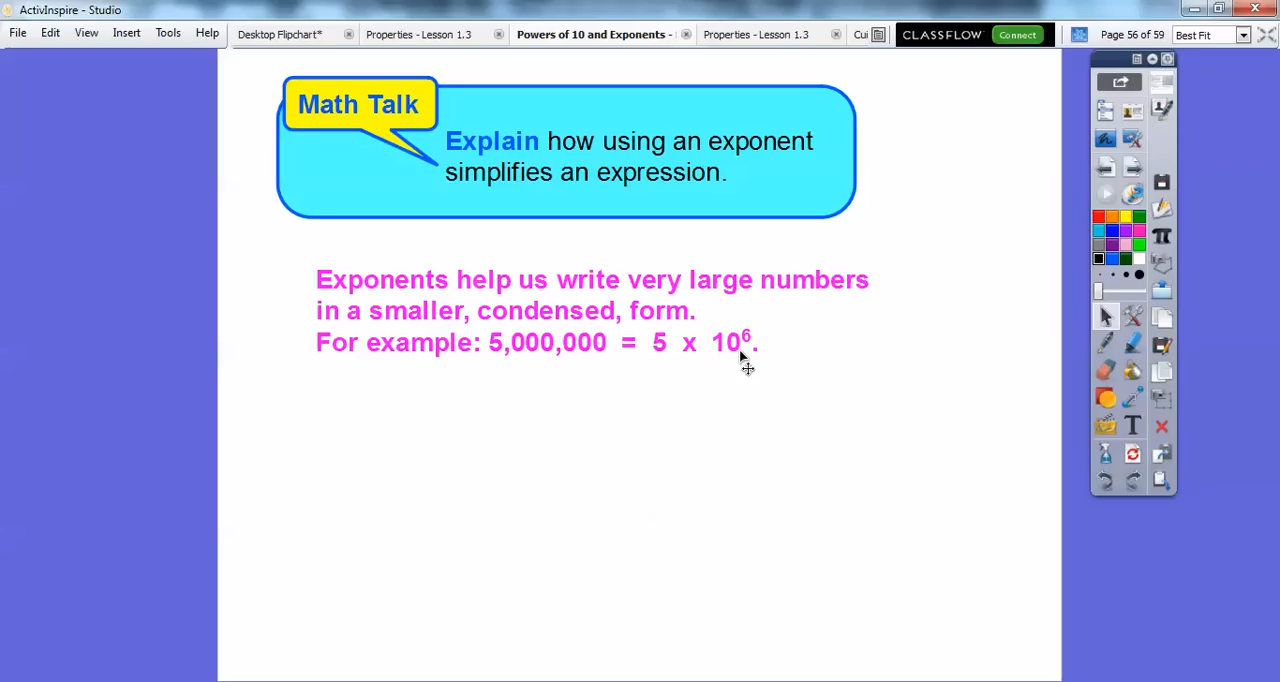 ActivInspire - Studio
File Edit View Insert Tools Help
Desktop Flipchart* Properties - Lesson 1.3 Powers of 10 and Exponents - Properties - Lesson 1.3 Cui CLASSFLOW Connect Page 56 of 59 Best Fit
Math Talk
Explain how using an exponent
simplifies an expression.
Exponents help us write very large numbers
in a smaller, condensed, form.
For example: 5,000,000 = 5 x 10⁶.